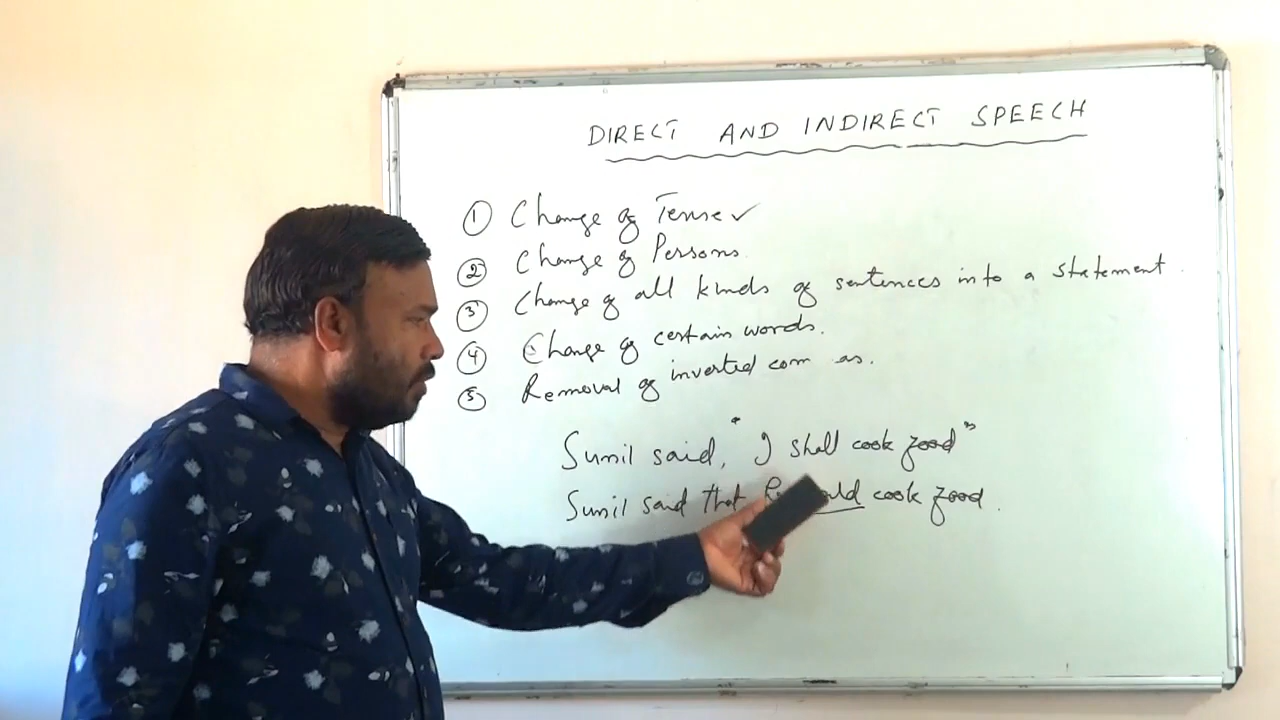 DIRECT AND INDIRECT SPEECH
① Change of Tense ✓
② Change of Persons.
③ Change of all kinds of sentences into a statement.
④ Change of certain words.
⑤ Removal of inverted com as.
Sunil said, "I shall cook food"
Sunil said that cook food.